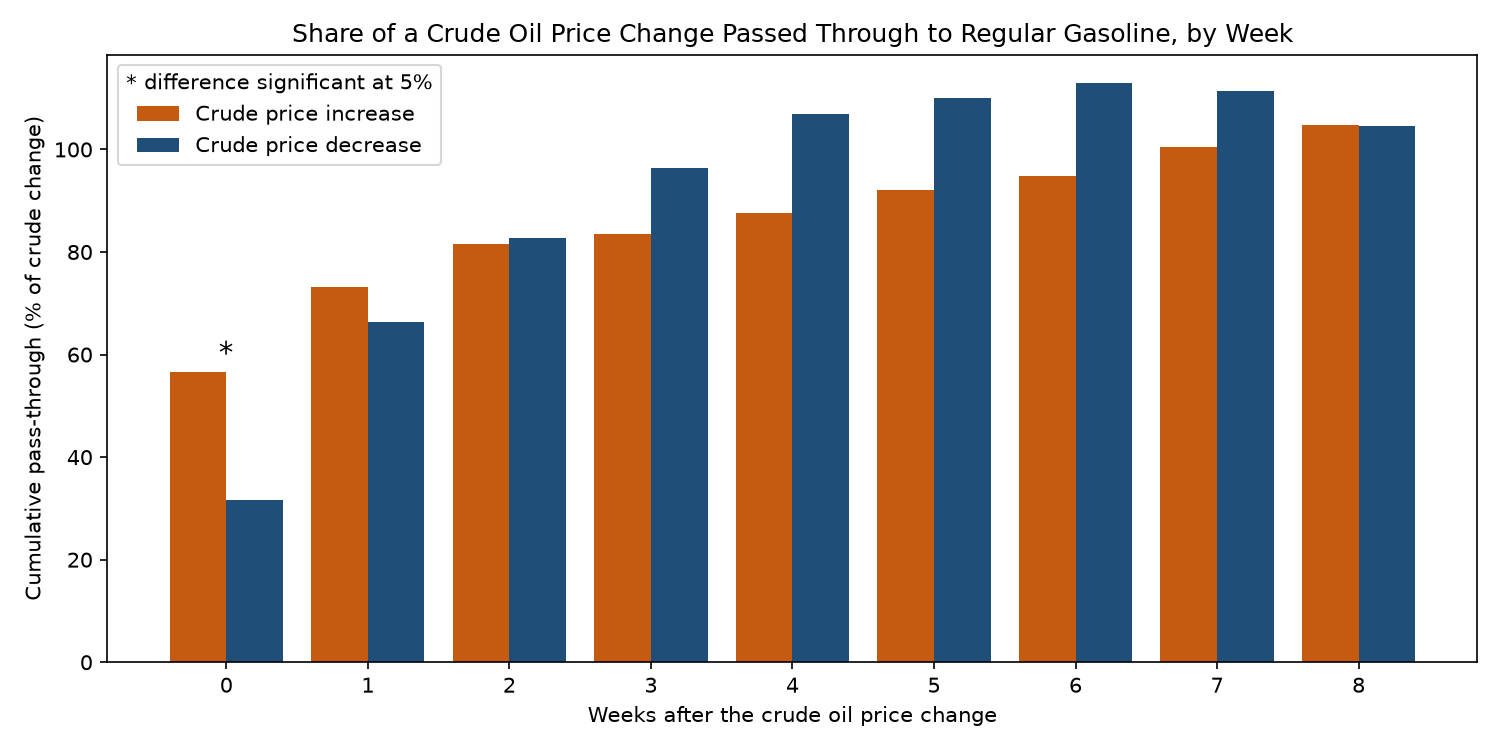 Share of a Crude Oil Price Change Passed Through to Regular Gasoline, by Week
* difference significant at 5%
Crude price increase
Crude price decrease
Cumulative pass-through (% of crude change)
100
80
60
40
20
0
*
0 1 2 3 4 5 6 7 8
Weeks after the crude oil price change